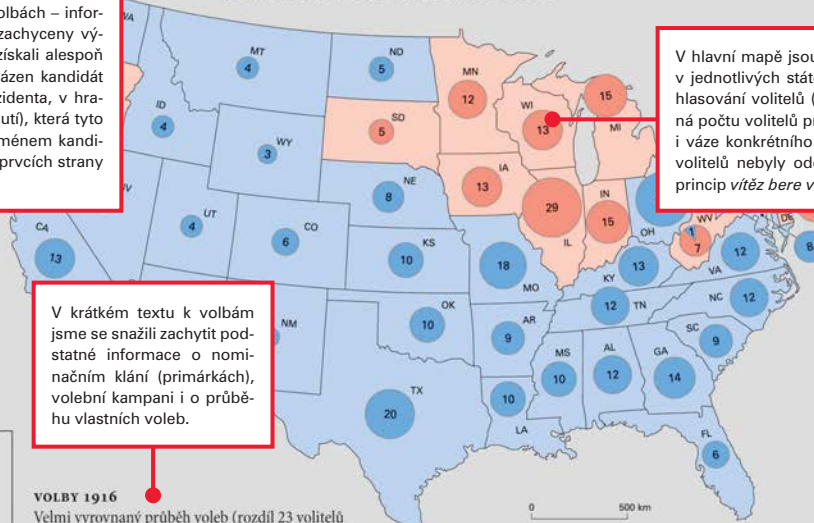 olbách – infor-
zachyceny vý-
získali alespoň
ázen kandidát
zidenta, v hra-
nutí), která tyto
ménem kandi-
prvcích strany
V hlavní mapě jsou
v jednotlivých stát
hlasování volitelů (
ná počtu volitelů pr
i váze konkrétního
volitelů nebyly ode
princip vítěz bere v
V krátkém textu k volbám
jsme se snažili zachytit pod-
statné informace o nomi-
načním klání (primárkách),
volební kampani i o průbě-
hu vlastních voleb.
WA
MT
4
ND
5
MN
12
ID
4
SD
5
WI
13
15
MI
WY
3
IA
13
NE
8
29
IL
IN
15
OH
WV
1
7
DE
8
CA
13
NV
UT
4
CO
6
KS
10
18
MO
KY
13
VA
12
NM
OK
10
AR
9
12
TN
NC
12
SC
9
MS
10
AL
12
GA
14
TX
20
10
LA
FL
6
VOLBY 1916
Velmi vyrovnaný průběh voleb (rozdíl 23 volitelů
0 500 km